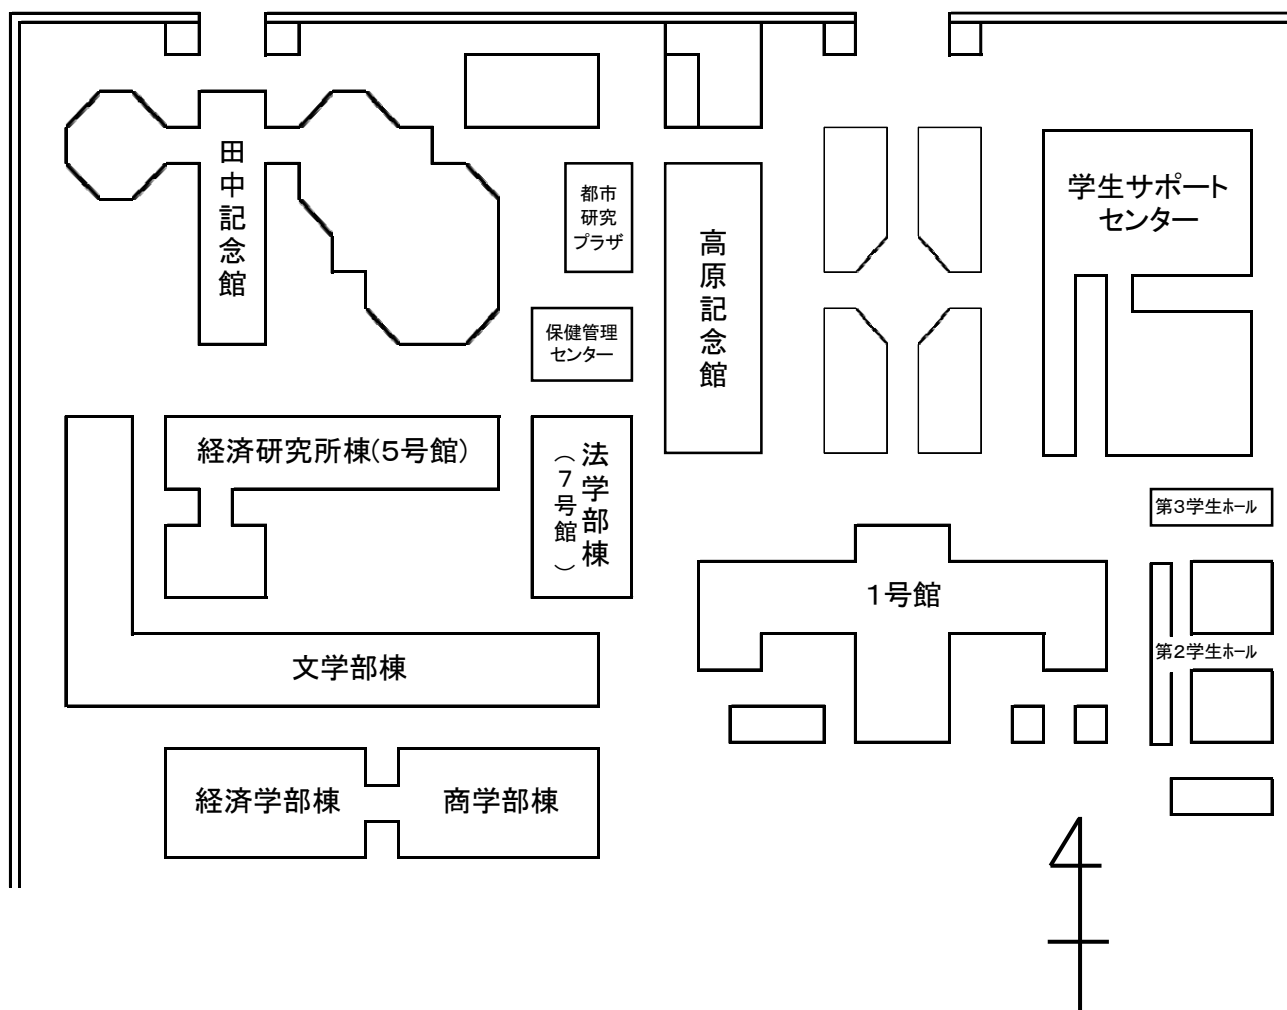 田中記念館
都市
研究
プラザ
高原記念館
学生サポート
センター
保健管理
センター
経済研究所棟(5号館)
法学部棟
（7号館）
第3学生ホール
1号館
第2学生ホール
文学部棟
経済学部棟
商学部棟